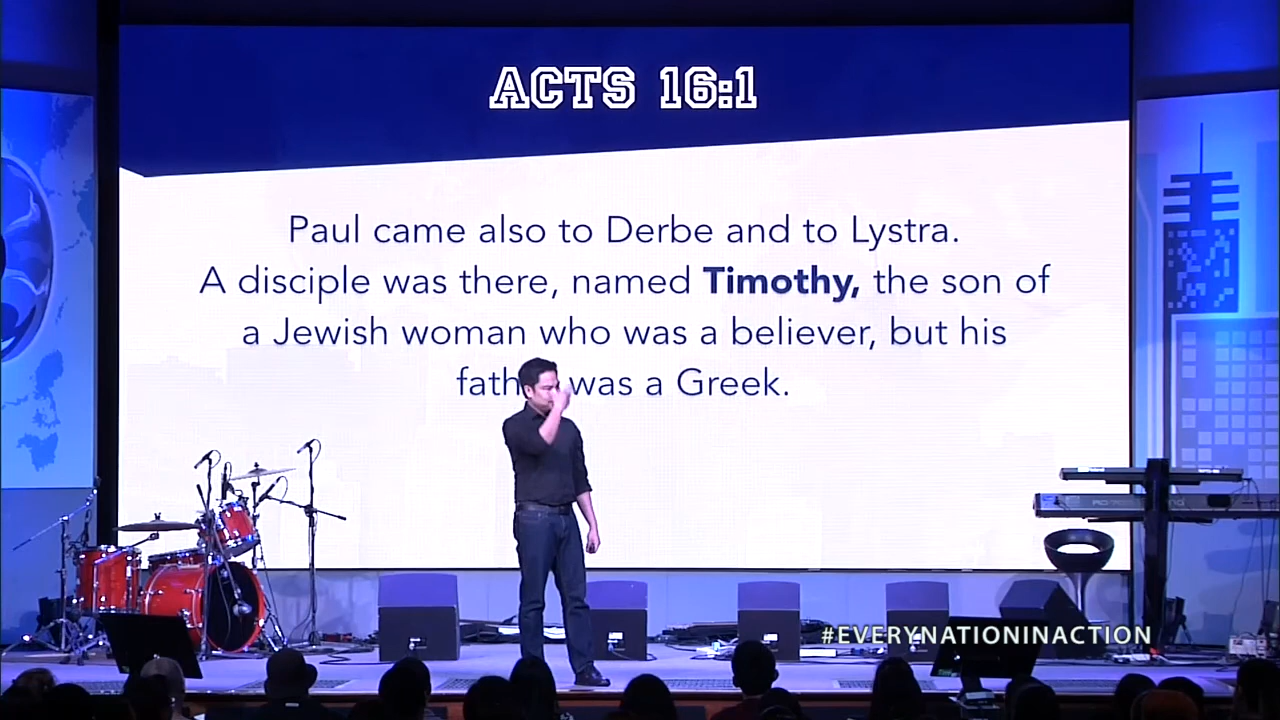 ACTS 16:1
Paul came also to Derbe and to Lystra.
A disciple was there, named Timothy, the son of
a Jewish woman who was a believer, but his
was a Greek.
#EVERYNATIONINACTION